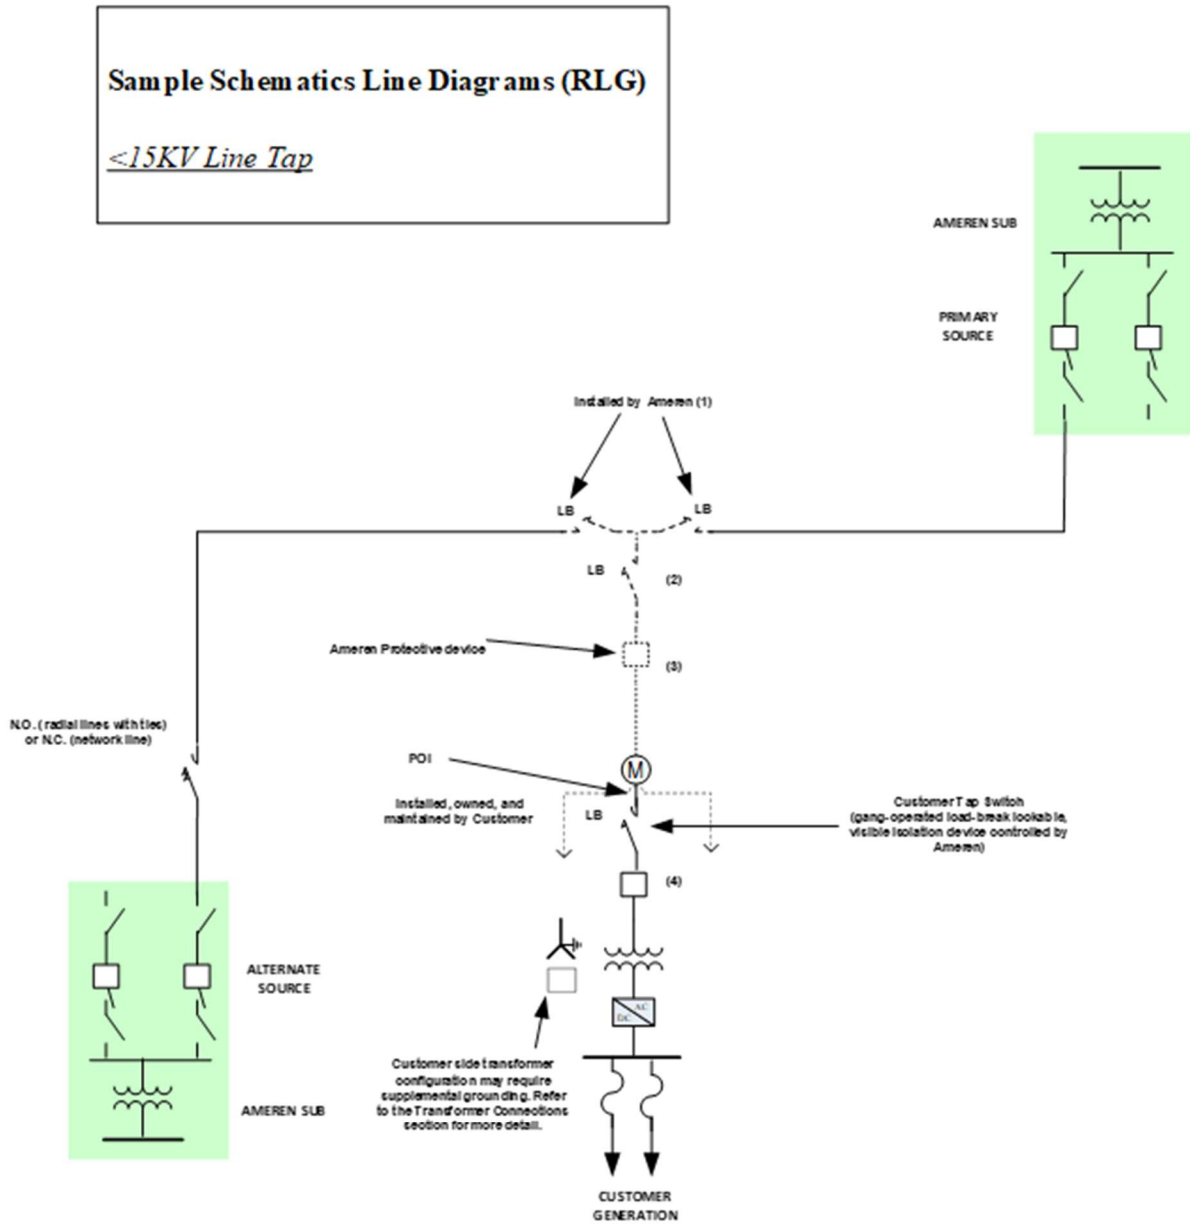 Sample Schematics Line Diagrams (RLG)
<15KV Line Tap
AMEREN SUB
PRIMARY
SOURCE
Installed by Ameren (1)
LB
LB
LB
(2)
Ameren Protective device
(3)
N.O. (radial lines with ties)
or N.C. (network line)
POI
M
Installed, owned, and
maintained by Customer
LB
Customer Tap Switch
(gang-operated load-break lockable,
visible isolation device controlled by
Ameren)
(4)
ALTERNATE
SOURCE
AC
DC
Customer side transformer
configuration may require
supplemental grounding. Refer
to the Transformer Connections
section for more detail.
AMEREN SUB
CUSTOMER
GENERATION